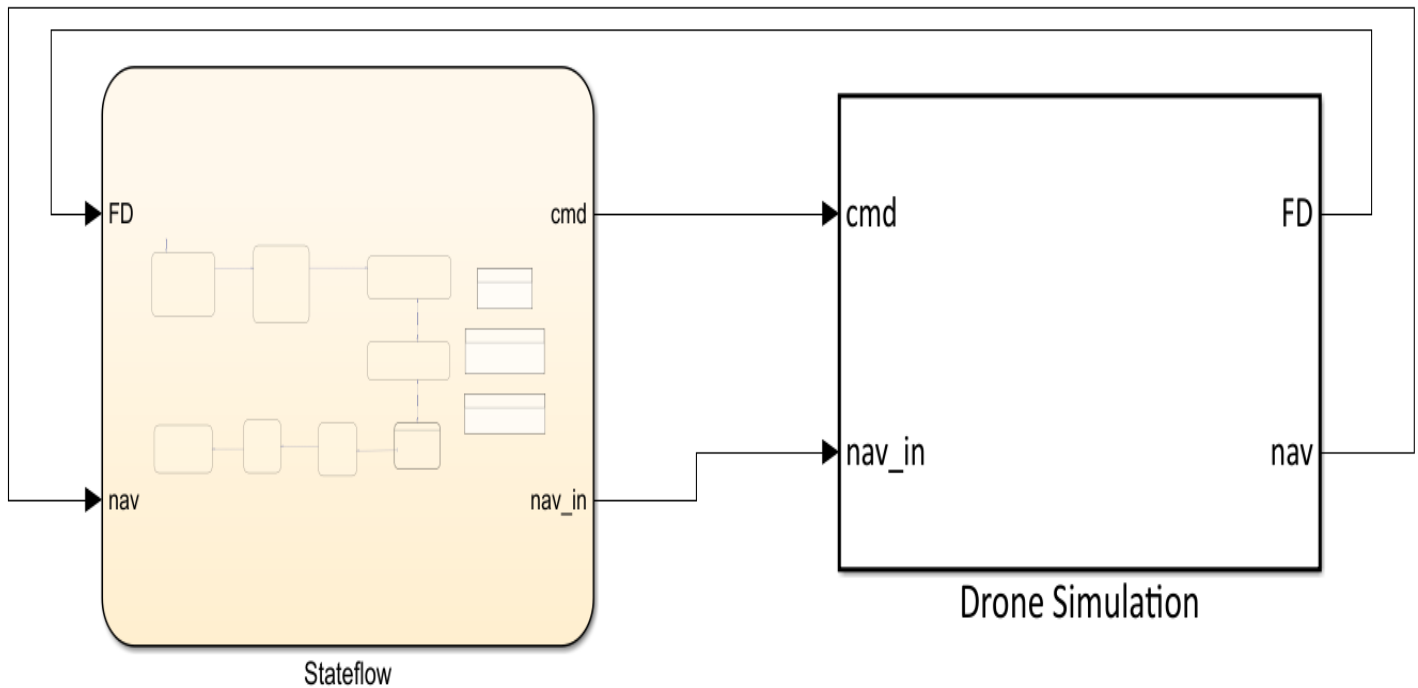 FD
cmd
cmd
FD
nav
nav_in
nav_in
nav
Drone Simulation
Stateflow